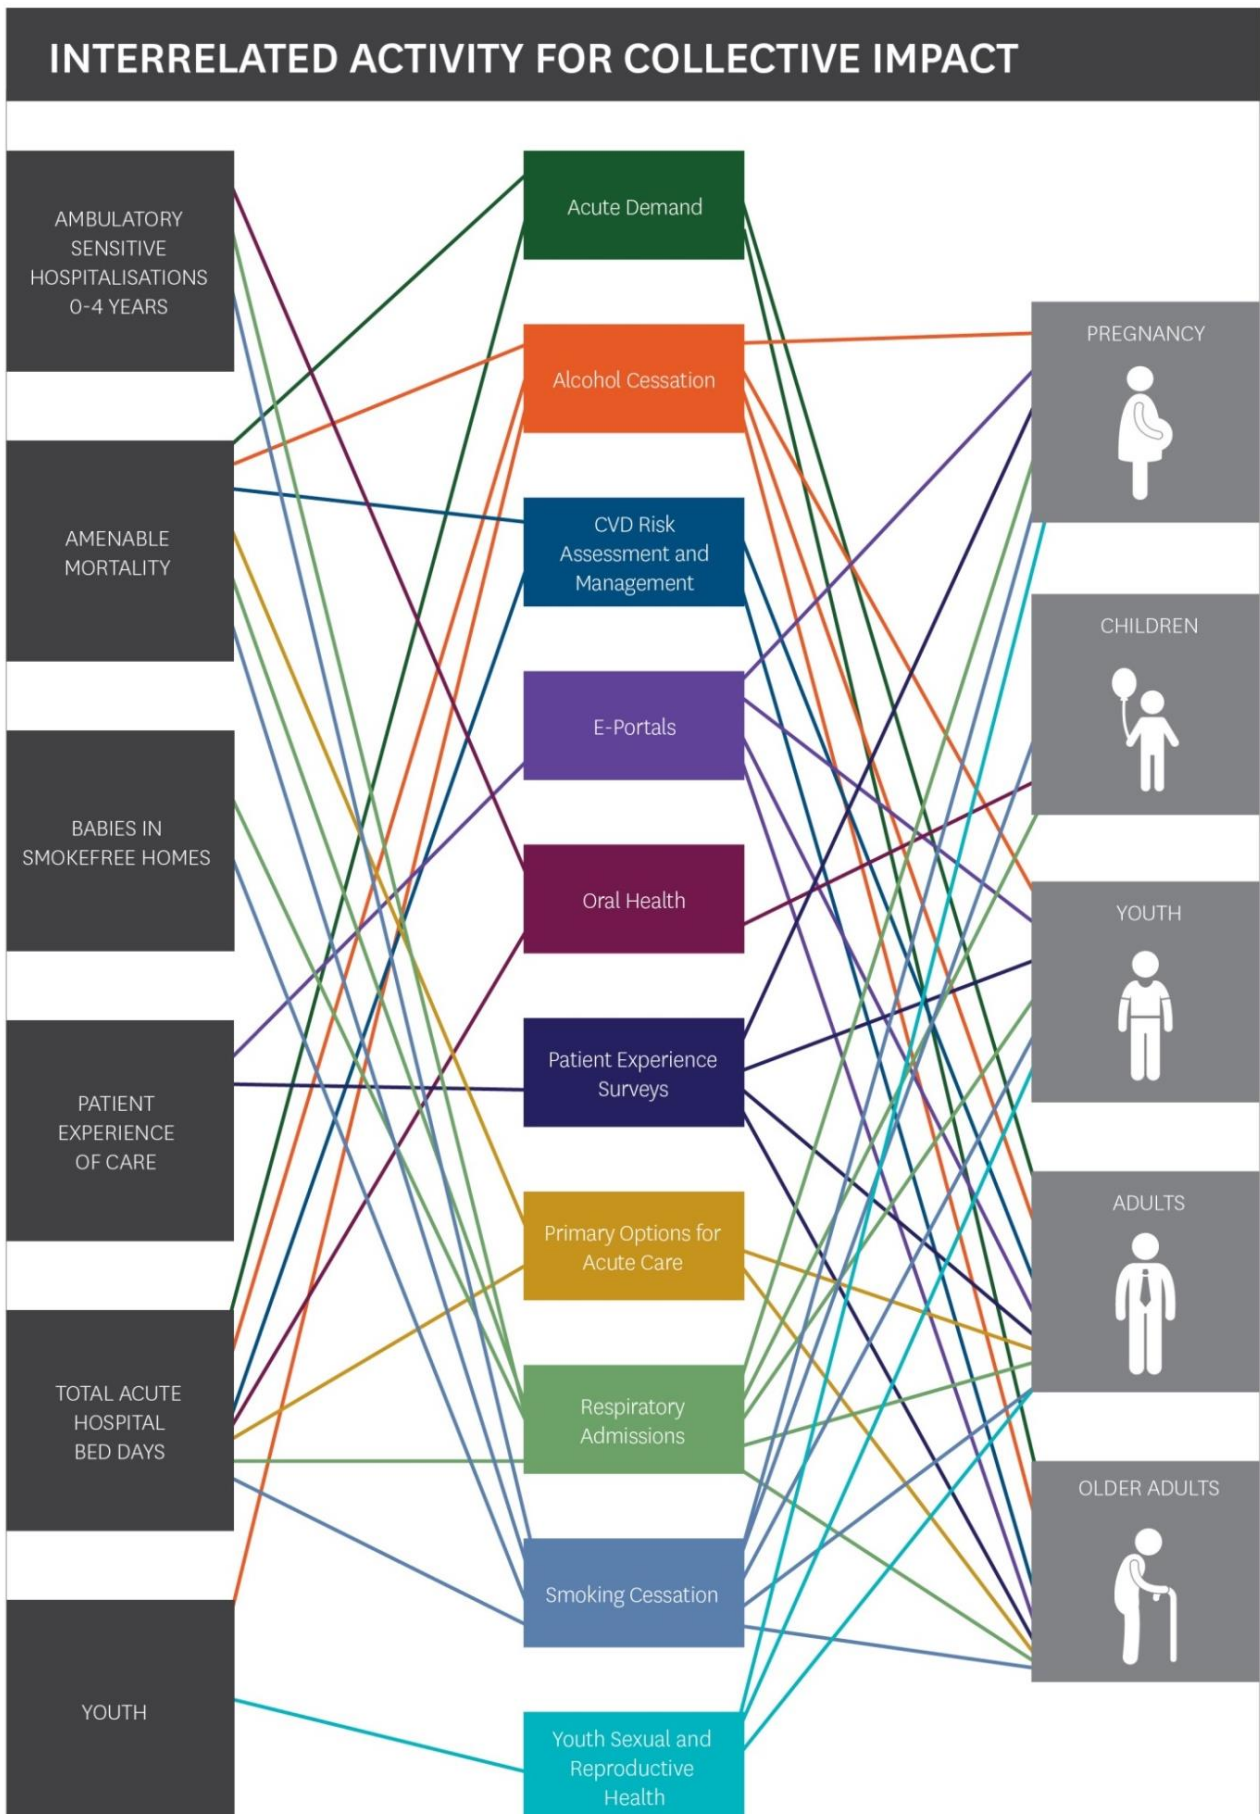 INTERRELATED ACTIVITY FOR COLLECTIVE IMPACT
AMBULATORY
SENSITIVE
HOSPITALISATIONS
0-4 YEARS
AMENABLE
MORTALITY
BABIES IN
SMOKEFREE HOMES
PATIENT
EXPERIENCE
OF CARE
TOTAL ACUTE
HOSPITAL
BED DAYS
YOUTH
Acute Demand
Alcohol Cessation
CVD Risk
Assessment and
Management
E-Portals
Oral Health
Patient Experience
Surveys
Primary Options for
Acute Care
Respiratory
Admissions
Smoking Cessation
Youth Sexual and
Reproductive
Health
PREGNANCY
CHILDREN
YOUTH
ADULTS
OLDER ADULTS